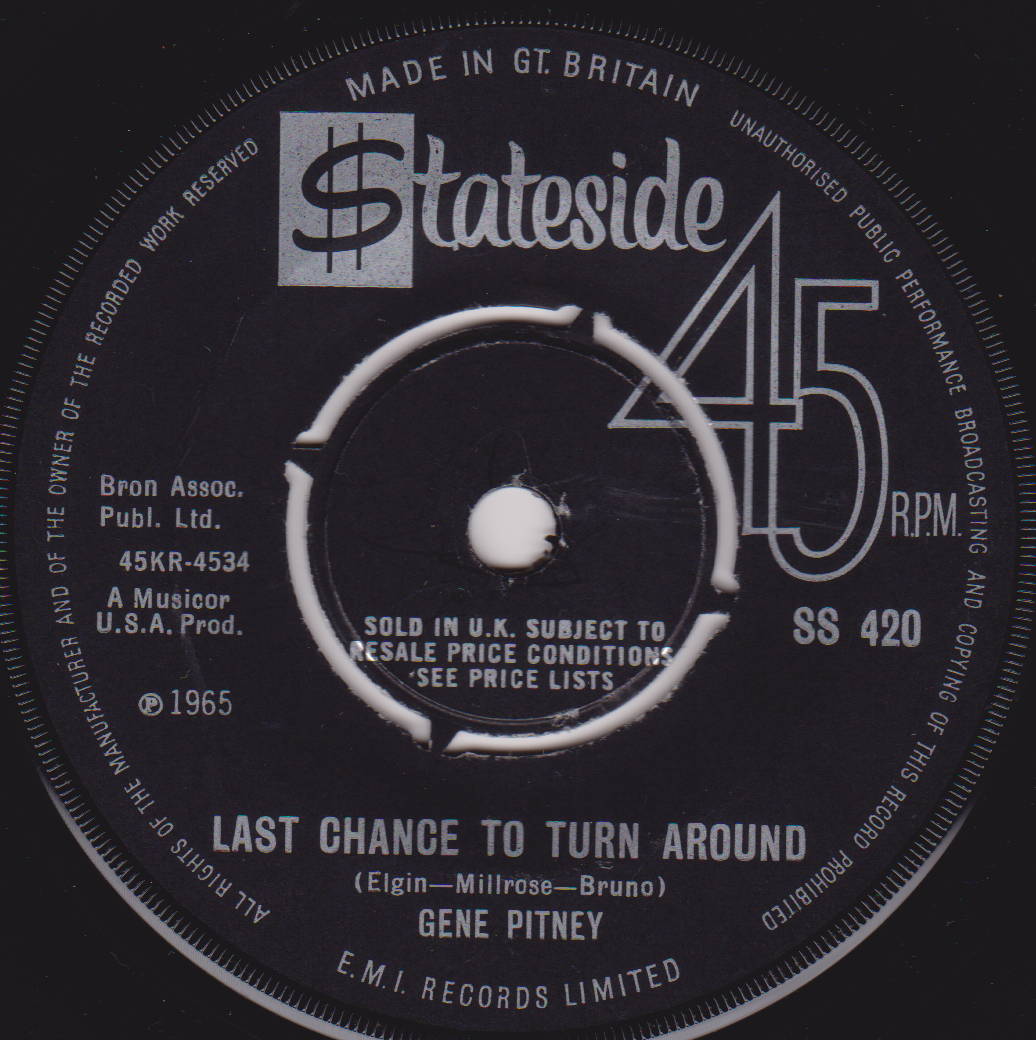 MADE IN GT. BRITAIN
$tateside
45
R.P.M.
UNAUTHORISED PUBLIC PERFORMANCE BROADCASTING AND COPYING OF THIS RECORD PROHIBITED
ALL RIGHTS OF THE MANUFACTURER AND OF THE OWNER OF THE RECORDED WORK RESERVED
Bron Assoc.
Publ. Ltd.
45KR-4534
A Musicor
U.S.A. Prod.
℗ 1965
SOLD IN U.K. SUBJECT TO
RESALE PRICE CONDITIONS
SEE PRICE LISTS
SS 420
LAST CHANCE TO TURN AROUND
(Elgin—Millrose—Bruno)
GENE PITNEY
E.M.I. RECORDS LIMITED